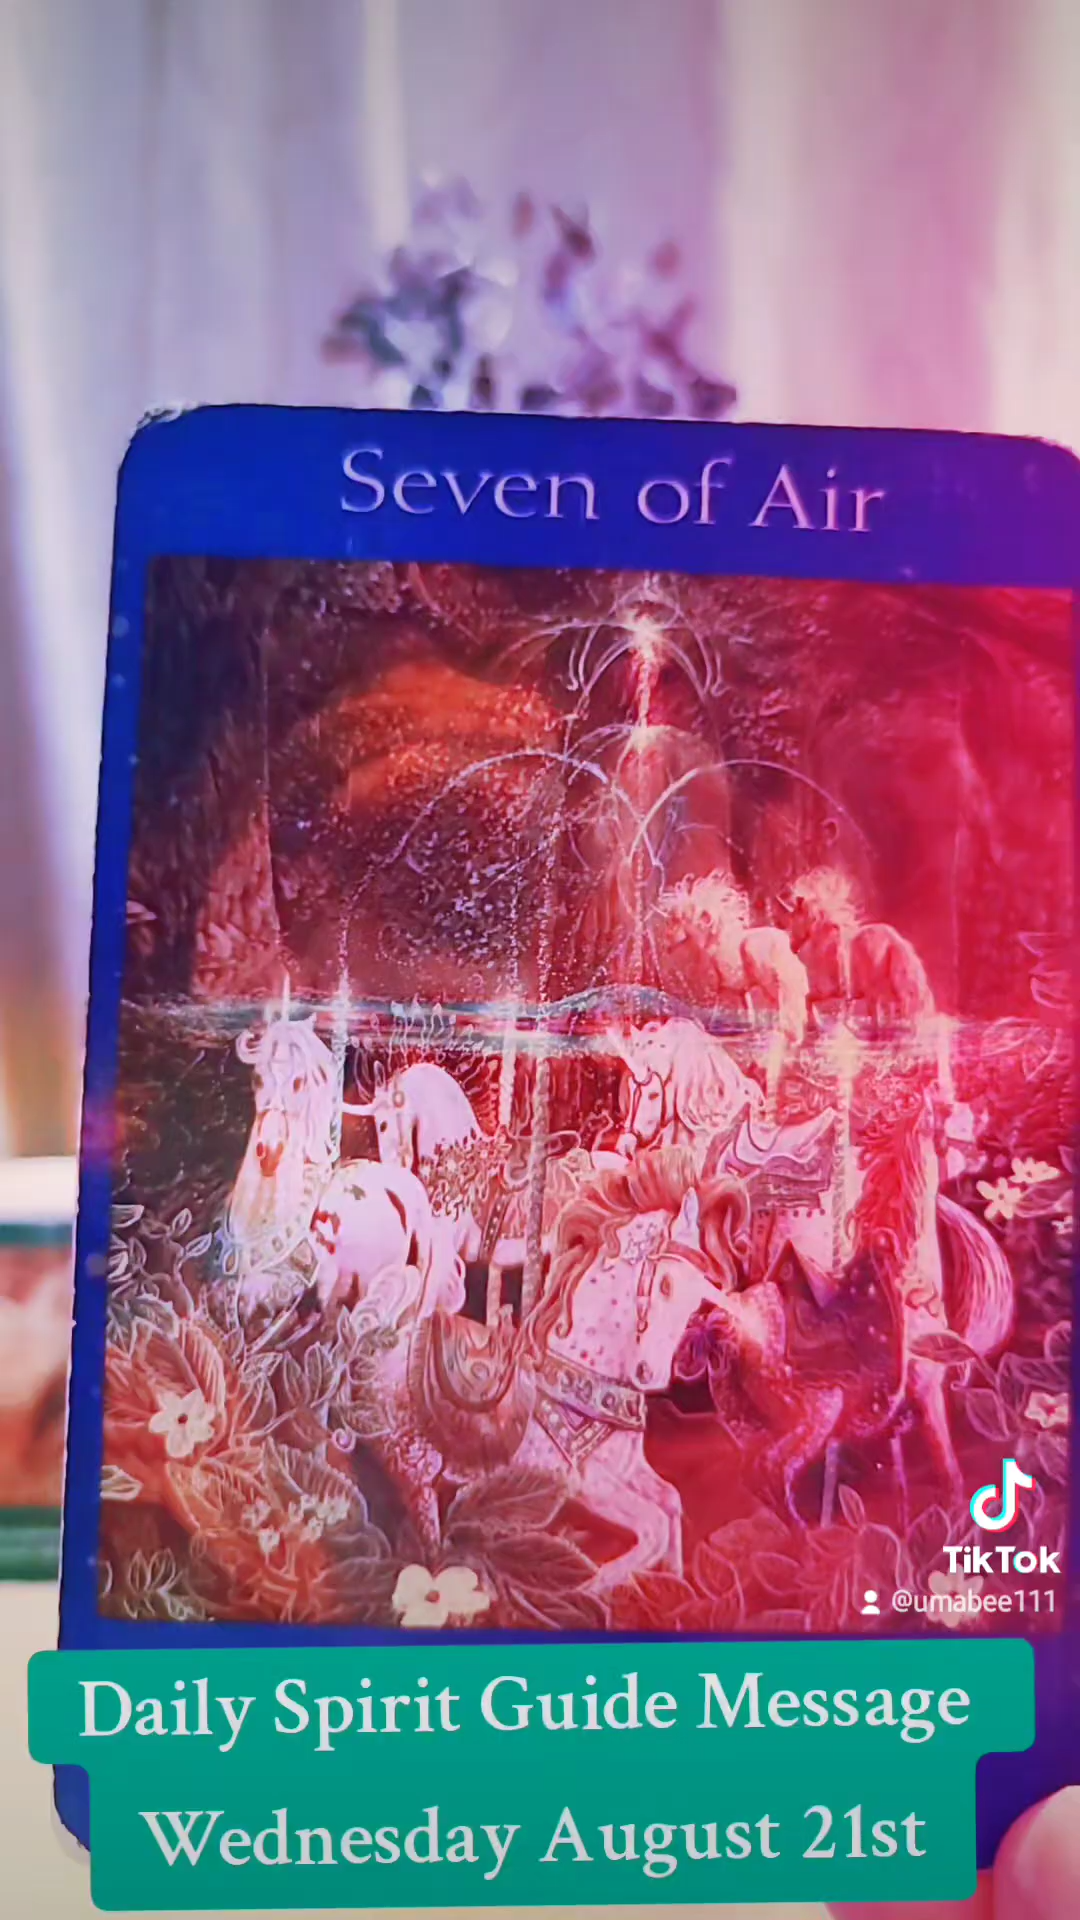 Seven of Air
TikTok
@umabee111
Daily Spirit Guide Message
Wednesday August 21st